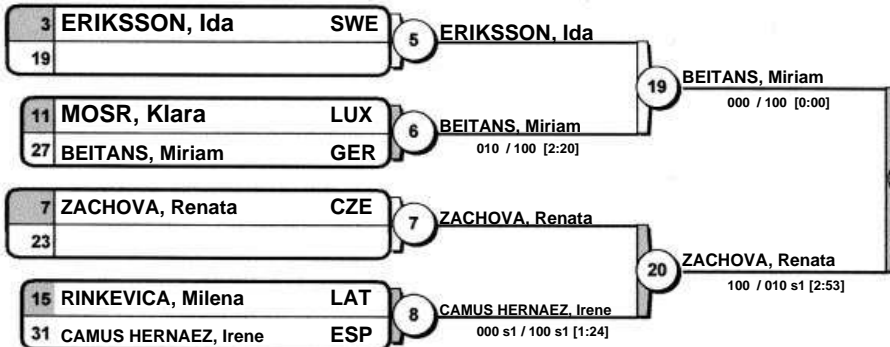 3 ERIKSSON, Ida SWE
19
5
ERIKSSON, Ida
11 MOSR, Klara LUX
27 BEITANS, Miriam GER
6
BEITANS, Miriam
010 / 100 [2:20]
19
BEITANS, Miriam
000 / 100 [0:00]
7 ZACHOVA, Renata CZE
23
7
ZACHOVA, Renata
15 RINKEVICA, Milena LAT
31 CAMUS HERNAEZ, Irene ESP
8
CAMUS HERNAEZ, Irene
000 s1 / 100 s1 [1:24]
20
ZACHOVA, Renata
100 / 010 s1 [2:53]